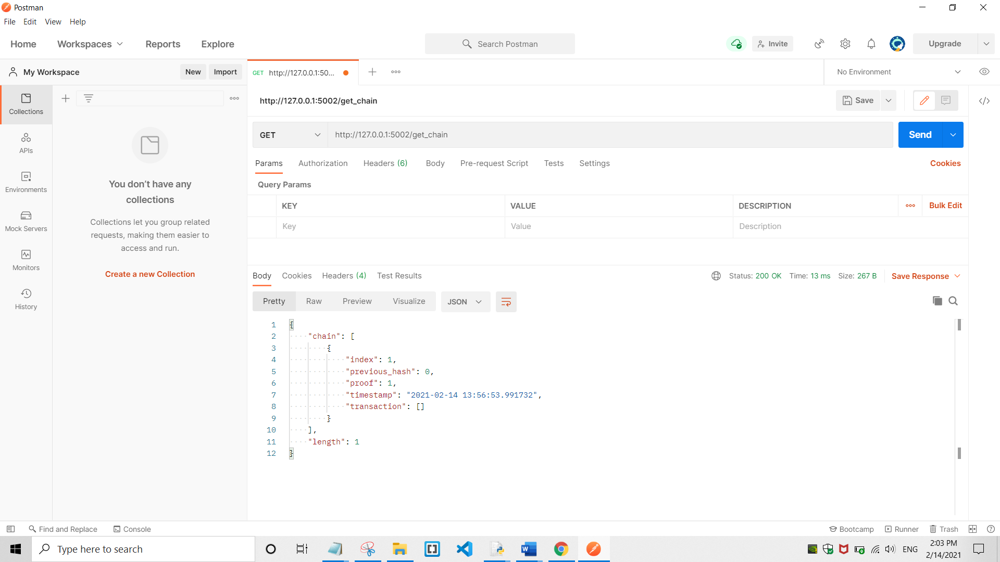 Postman
File Edit View Help
Home Workspaces Reports Explore
Search Postman
Invite
Upgrade
My Workspace
New
Import
GET http://127.0.0.1:50...
No Environment
Collections
APIs
Environments
Mock Servers
Monitors
History
You don't have any
collections
Collections let you group related
requests, making them easier to
access and run.
Create a new Collection
http://127.0.0.1:5002/get_chain
Save
GET
http://127.0.0.1:5002/get_chain
Send
Params Authorization Headers (6) Body Pre-request Script Tests Settings
Cookies
Query Params
KEY VALUE DESCRIPTION
Bulk Edit
Key Value Description
Body Cookies Headers (4) Test Results
Status: 200 OK Time: 13 ms Size: 267 B
Save Response
Pretty Raw Preview Visualize
JSON
1 {
2 "chain": [
3 {
4 "index": 1,
5 "previous_hash": 0,
6 "proof": 1,
7 "timestamp": "2021-02-14 13:56:53.991732",
8 "transaction": []
9 }
10 ],
11 "length": 1
12 }
Find and Replace
Console
Bootcamp
Runner
Trash
Type here to search
ENG
2:03 PM
2/14/2021